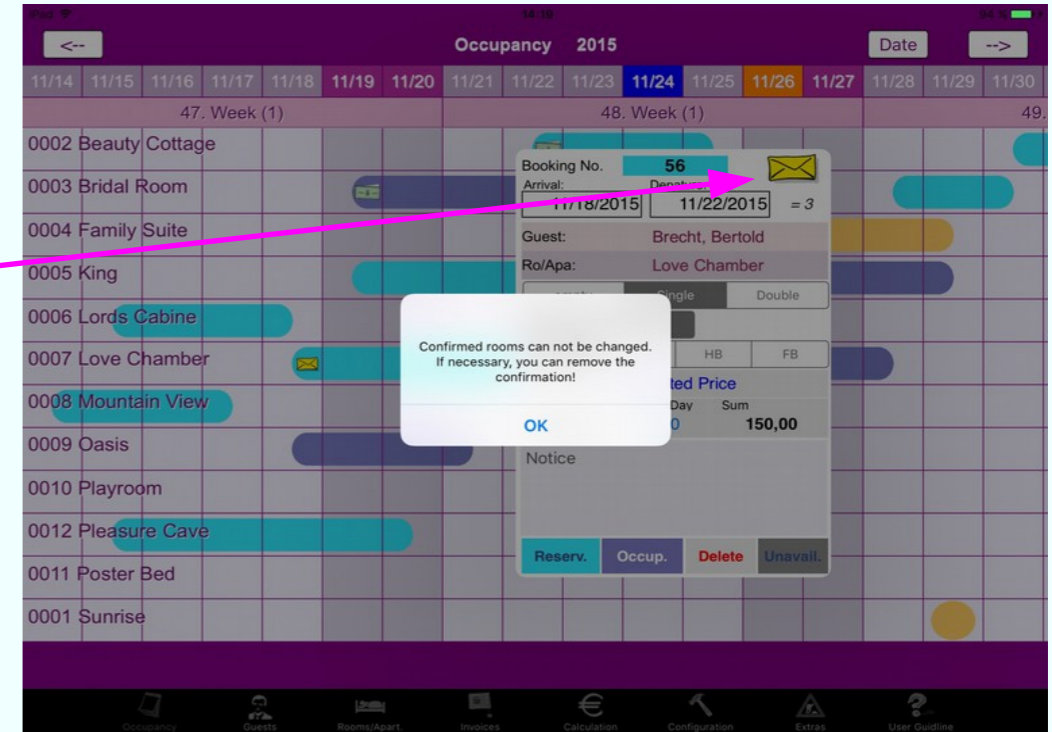 iPad 14:19 94 %
<-- Occupancy 2015 Date -->
11/14 11/15 11/16 11/17 11/18 11/19 11/20 11/21 11/22 11/23 11/24 11/25 11/26 11/27 11/28 11/29 11/30
47. Week (1) 48. Week (1) 49.
0002 Beauty Cottage
0003 Bridal Room
0004 Family Suite
0005 King
0006 Lords Cabine
0007 Love Chamber
0008 Mountain View
0009 Oasis
0010 Playroom
0012 Pleasure Cave
0011 Poster Bed
0001 Sunrise
Booking No. 56
Arrival:
11/18/2015 11/22/2015 = 3
Guest: Brecht, Bertold
Ro/Apa: Love Chamber
Single Double
HB FB
Price
Day Sum
150,00
Notice
Reserv. Occup. Delete Unavail.
Confirmed rooms can not be changed.
If necessary, you can remove the
confirmation!
OK
Occupancy Guests Rooms/Apart. Invoices Calculation Configuration Extras User Guidline